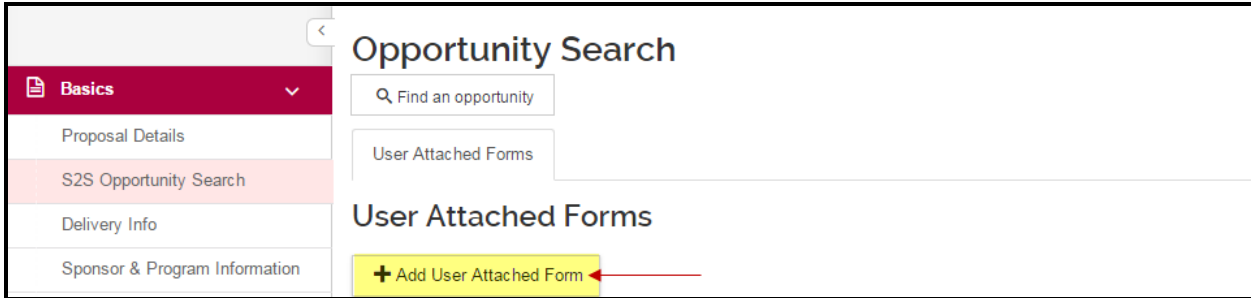 Basics
Proposal Details
S2S Opportunity Search
Delivery Info
Sponsor & Program Information
Opportunity Search
Find an opportunity
User Attached Forms
User Attached Forms
Add User Attached Form